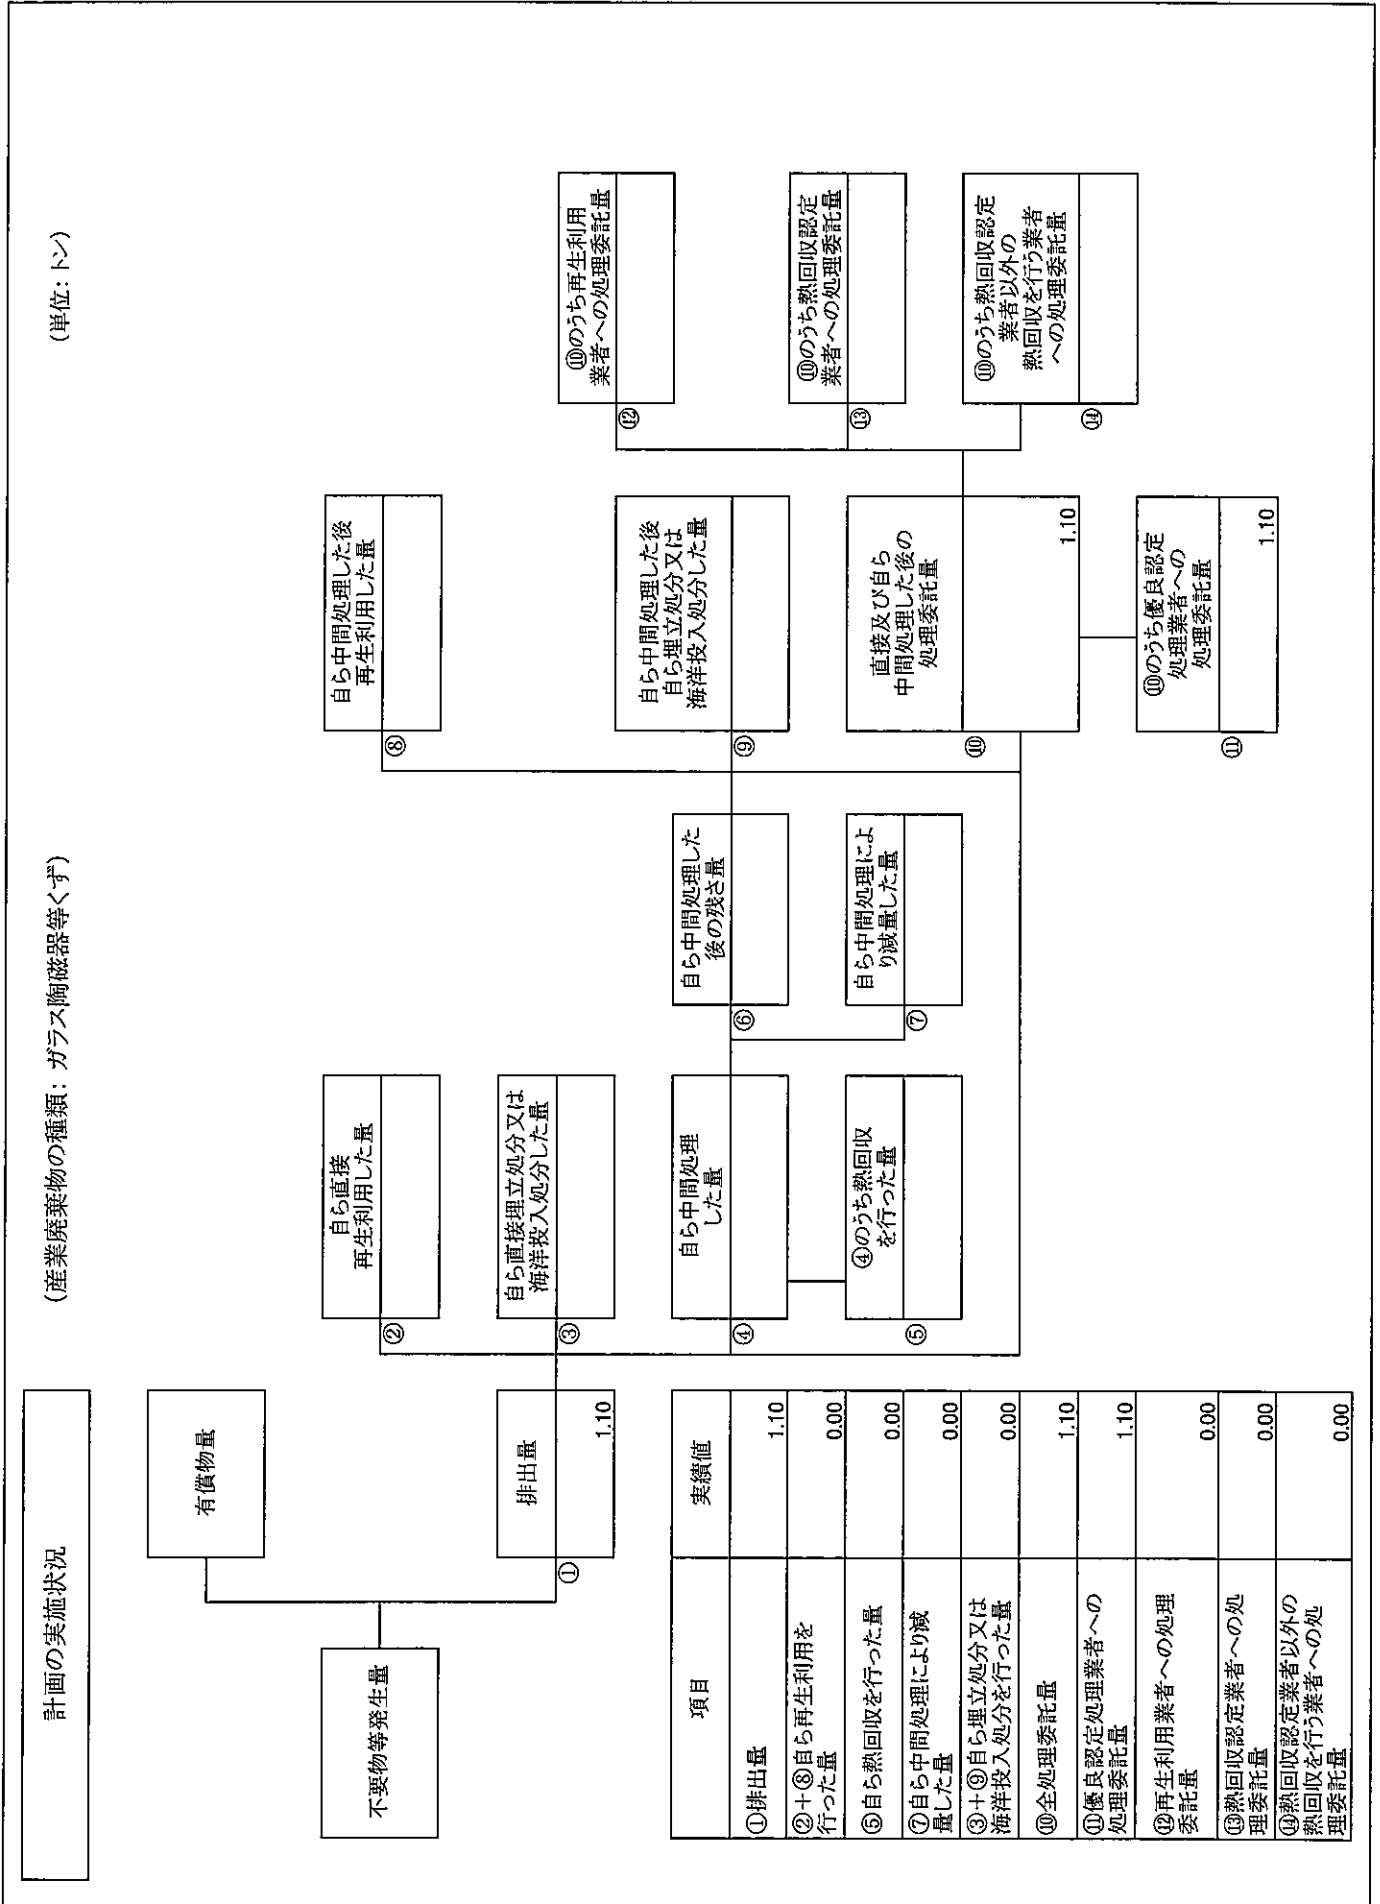 計画の実施状況
(産業廃棄物の種類: ガラス陶磁器等くず)
(単位: トン)
不要物等発生量
有償物量
①
排出量
1.10
②
自ら直接
再生利用した量
③
自ら直接埋立処分又は
海洋投入処分した量
④
自ら中間処理
した量
⑤
④のうち熱回収
を行った量
⑥
自ら中間処理した
後の残さ量
⑦
自ら中間処理によ
り減量した量
⑧
自ら中間処理した後
再生利用した量
⑨
自ら中間処理した後
自ら埋立処分又は
海洋投入処分した量
⑩
直接及び自ら
中間処理した後の
処理委託量
1.10
⑪
⑩のうち優良認定
処理業者への
処理委託量
1.10
⑫
⑩のうち再生利用
業者への処理委託量
⑬
⑩のうち熱回収認定
業者への処理委託量
⑭
⑩のうち熱回収認定
業者以外の
熱回収を行う業者
への処理委託量
項目 実績値
①排出量 1.10
②+⑧自ら再生利用を
行った量 0.00
⑤自ら熱回収を行った量 0.00
⑦自ら中間処理により減
量した量 0.00
③+⑨自ら埋立処分又は
海洋投入処分を行った量 0.00
⑩全処理委託量 1.10
⑪優良認定処理業者への
処理委託量 1.10
⑫再生利用業者への処理
委託量 0.00
⑬熱回収認定業者への処
理委託量 0.00
⑭熱回収認定業者以外の
熱回収を行う業者への処
理委託量 0.00